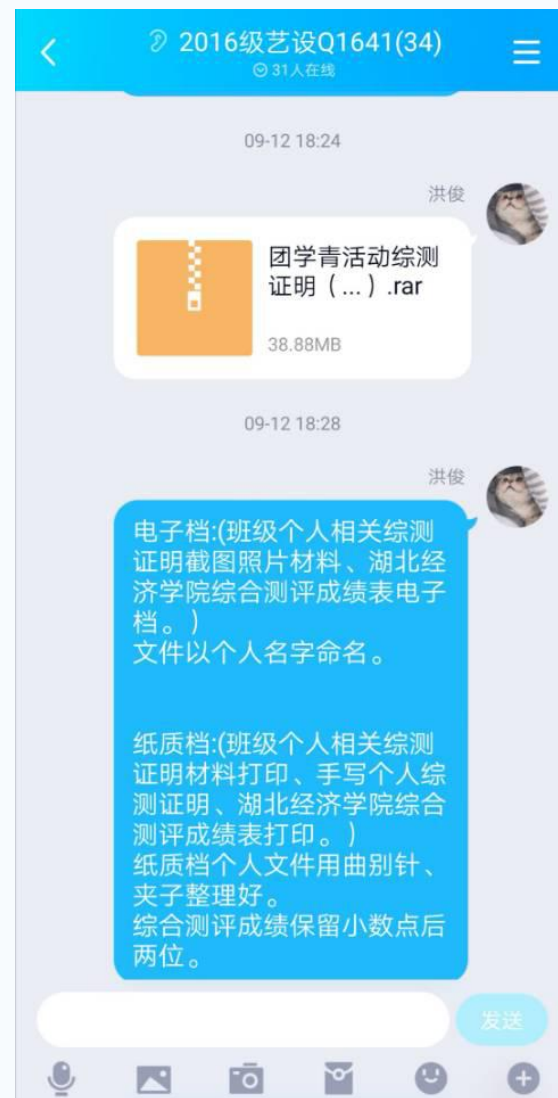 2016级艺设Q1641(34)
31人在线
09-12 18:24
洪俊
团学青活动综测
证明（...）.rar
38.88MB
09-12 18:28
洪俊
电子档:(班级个人相关综测
证明截图照片材料、湖北经
济学院综合测评成绩表电子
档。)
文件以个人名字命名。
纸质档:(班级个人相关综测
证明材料打印、手写个人综
测证明、湖北经济学院综合
测评成绩表打印。)
纸质档个人文件用曲别针、
夹子整理好。
综合测评成绩保留小数点后
两位。
发送